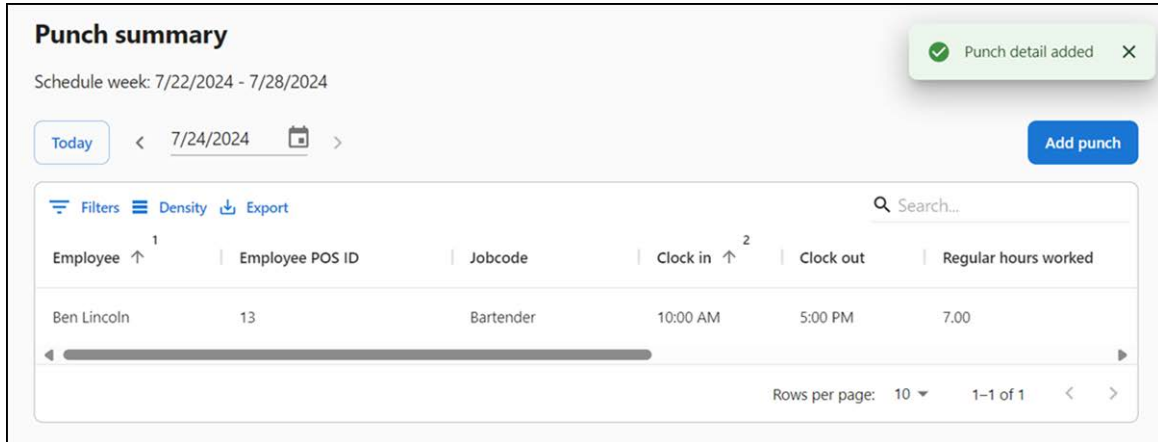 Punch summary
Punch detail added
Schedule week: 7/22/2024 - 7/28/2024
Today 7/24/2024 Add punch
Filters Density Export Search...
Employee 1 Employee POS ID Jobcode Clock in 2 Clock out Regular hours worked
Ben Lincoln 13 Bartender 10:00 AM 5:00 PM 7.00
Rows per page: 10 1–1 of 1